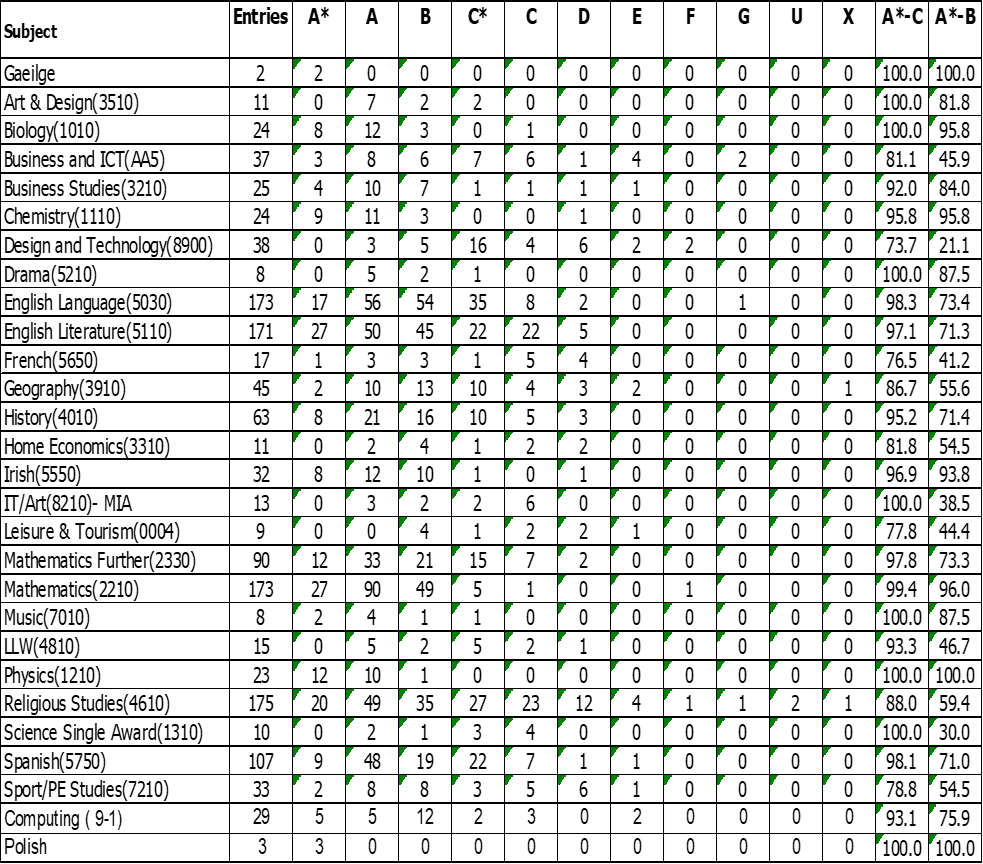 Subject Entries A* A B C* C D E F G U X A*-C A*-B
Gaeilge 2 2 0 0 0 0 0 0 0 0 0 0 100.0 100.0
Art & Design(3510) 11 0 7 2 2 0 0 0 0 0 0 0 100.0 81.8
Biology(1010) 24 8 12 3 0 1 0 0 0 0 0 0 100.0 95.8
Business and ICT(AA5) 37 3 8 6 7 6 1 4 0 2 0 0 81.1 45.9
Business Studies(3210) 25 4 10 7 1 1 1 1 0 0 0 0 92.0 84.0
Chemistry(1110) 24 9 11 3 0 0 1 0 0 0 0 0 95.8 95.8
Design and Technology(8900) 38 0 3 5 16 4 6 2 2 0 0 0 73.7 21.1
Drama(5210) 8 0 5 2 1 0 0 0 0 0 0 0 100.0 87.5
English Language(5030) 173 17 56 54 35 8 2 0 0 1 0 0 98.3 73.4
English Literature(5110) 171 27 50 45 22 22 5 0 0 0 0 0 97.1 71.3
French(5650) 17 1 3 3 1 5 4 0 0 0 0 0 76.5 41.2
Geography(3910) 45 2 10 13 10 4 3 2 0 0 0 1 86.7 55.6
History(4010) 63 8 21 16 10 5 3 0 0 0 0 0 95.2 71.4
Home Economics(3310) 11 0 2 4 1 2 2 0 0 0 0 0 81.8 54.5
Irish(5550) 32 8 12 10 1 0 1 0 0 0 0 0 96.9 93.8
IT/Art(8210)- MIA 13 0 3 2 2 6 0 0 0 0 0 0 100.0 38.5
Leisure & Tourism(0004) 9 0 0 4 1 2 2 1 0 0 0 0 77.8 44.4
Mathematics Further(2330) 90 12 33 21 15 7 2 0 0 0 0 0 97.8 73.3
Mathematics(2210) 173 27 90 49 5 1 0 0 1 0 0 0 99.4 96.0
Music(7010) 8 2 4 1 1 0 0 0 0 0 0 0 100.0 87.5
LLW(4810) 15 0 5 2 5 2 1 0 0 0 0 0 93.3 46.7
Physics(1210) 23 12 10 1 0 0 0 0 0 0 0 0 100.0 100.0
Religious Studies(4610) 175 20 49 35 27 23 12 4 1 1 2 1 88.0 59.4
Science Single Award(1310) 10 0 2 1 3 4 0 0 0 0 0 0 100.0 30.0
Spanish(5750) 107 9 48 19 22 7 1 1 0 0 0 0 98.1 71.0
Sport/PE Studies(7210) 33 2 8 8 3 5 6 1 0 0 0 0 78.8 54.5
Computing ( 9-1) 29 5 5 12 2 3 0 2 0 0 0 0 93.1 75.9
Polish 3 3 0 0 0 0 0 0 0 0 0 0 100.0 100.0